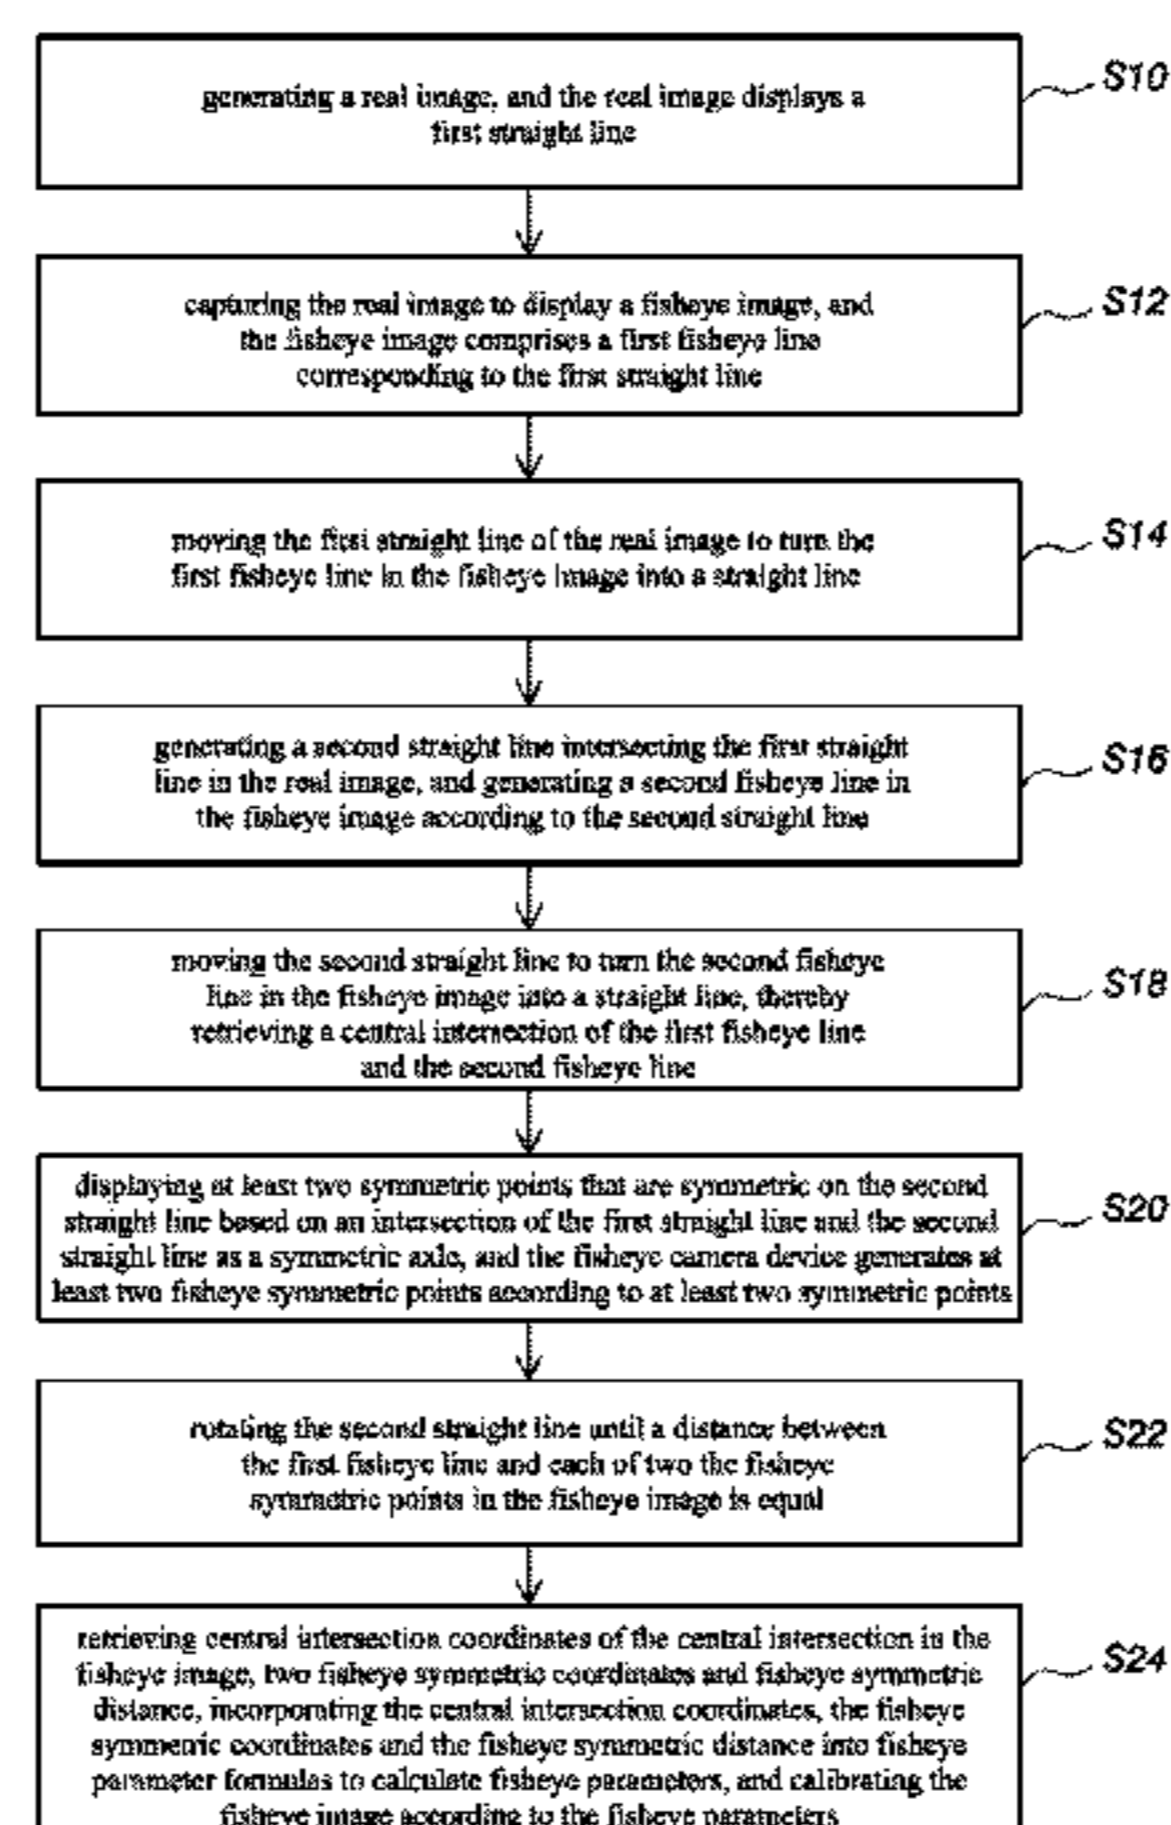 generating a real image, and the real image displays a
first straight line
S10
capturing the real image to display a fisheye image, and
the fisheye image comprises a first fisheye line
corresponding to the first straight line
S12
moving the first straight line of the real image to turn the
first fisheye line in the fisheye image into a straight line
S14
generating a second straight line intersecting the first straight
line in the real image, and generating a second fisheye line in
the fisheye image according to the second straight line
S16
moving the second straight line to turn the second fisheye
line in the fisheye image into a straight line, thereby
retrieving a central intersection of the first fisheye line
and the second fisheye line
S18
displaying at least two symmetric points that are symmetric on the second
straight line based on an intersection of the first straight line and the second
straight line as a symmetric axle, and the fisheye camera device generates at
least two fisheye symmetric points according to at least two symmetric points
S20
rotating the second straight line until a distance between
the first fisheye line and each of two the fisheye
symmetric points in the fisheye image is equal
S22
retrieving central intersection coordinates of the central intersection in the
fisheye image, two fisheye symmetric coordinates and fisheye symmetric
distance, incorporating the central intersection coordinates, the fisheye
symmetric coordinates and the fisheye symmetric distance into fisheye
parameter formulas to calculate fisheye parameters, and calibrating the
fisheye image according to the fisheye parameters
S24